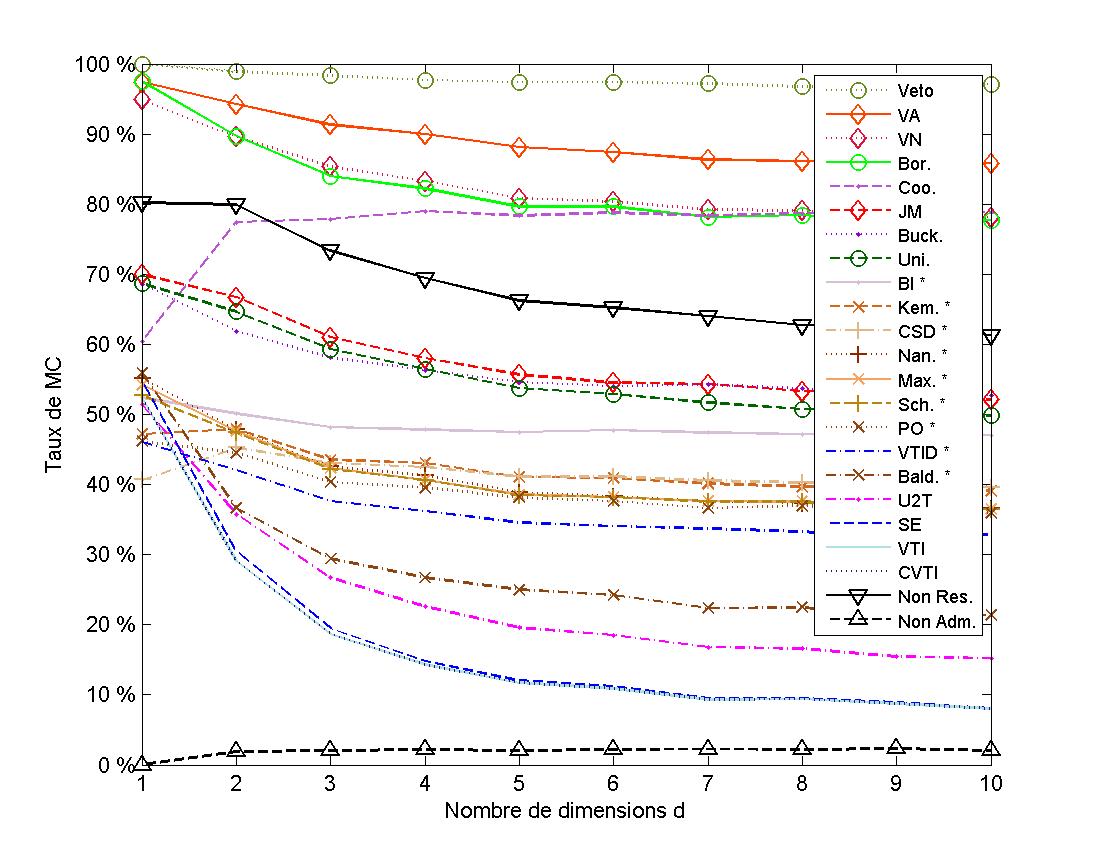 100 %
90 %
80 %
70 %
60 %
50 %
40 %
30 %
20 %
10 %
0 %
Taux de MC
1 2 3 4 5 6 7 8 9 10
Nombre de dimensions d
Veto
VA
VN
Bor.
Coo.
JM
Buck.
Uni.
BI *
Kem. *
CSD *
Nan. *
Max. *
Sch. *
PO *
VTID *
Bald. *
U2T
SE
VTI
CVTI
Non Res.
Non Adm.